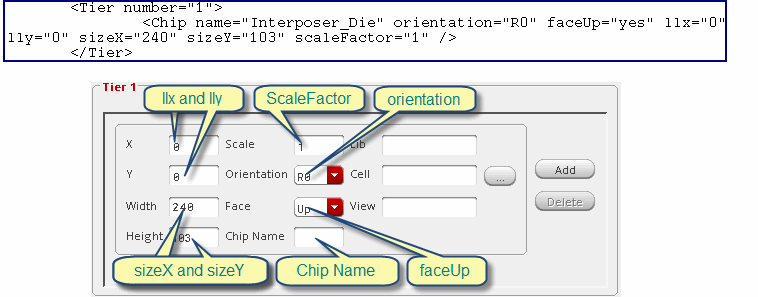 <Tier number="1">
<Chip name="Interposer_Die" orientation="R0" faceUp="yes" llx="0"
lly="0" sizeX="240" sizeY="103" scaleFactor="1" />
</Tier>
Tier 1
llx and lly ScaleFactor orientation
X 0 Scale 1 Lib
Y 0 Orientation R0 Cell ... Add
Width 240 Face Up View Delete
Height 103 Chip Name
sizeX and sizeY Chip Name faceUp